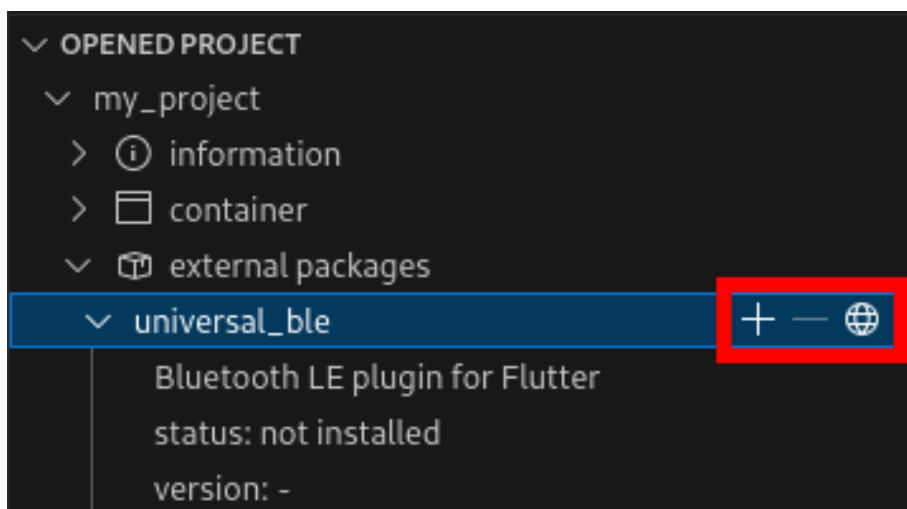 OPENED PROJECT
my_project
information
container
external packages
universal_ble
Bluetooth LE plugin for Flutter
status: not installed
version: -